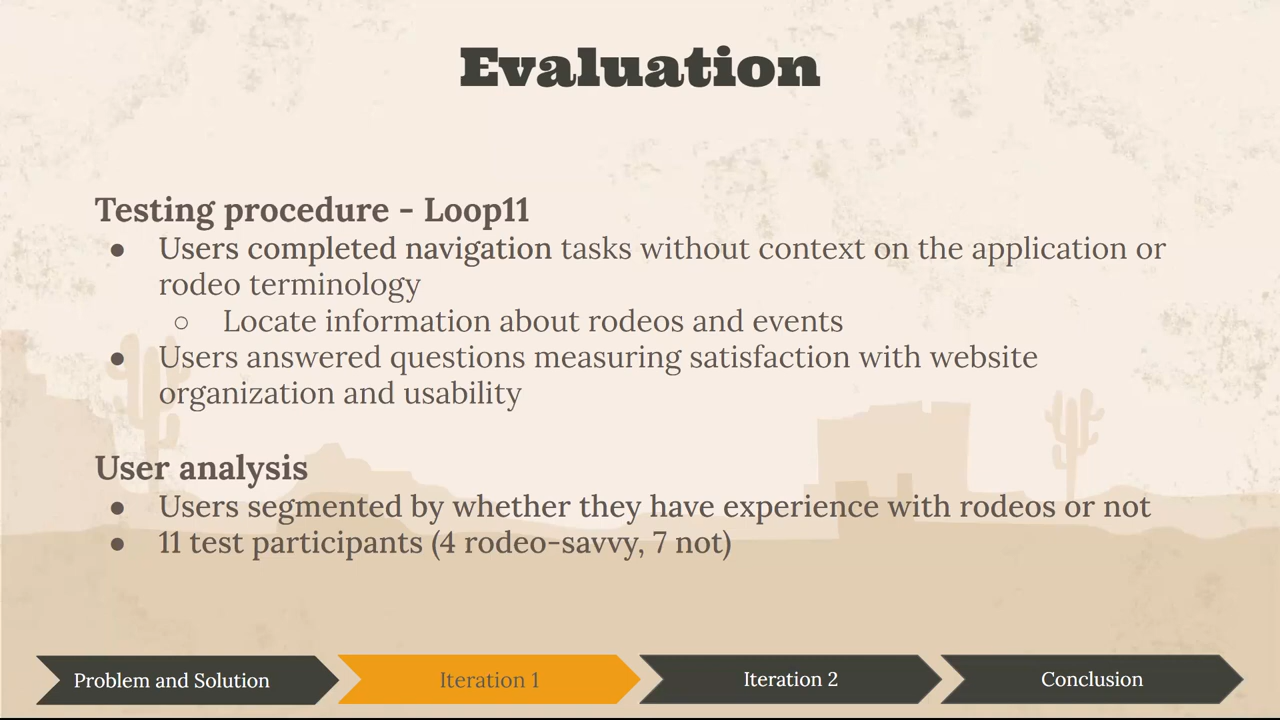 Evaluation
Testing procedure - Loop11
● Users completed navigation tasks without context on the application or
rodeo terminology
○ Locate information about rodeos and events
● Users answered questions measuring satisfaction with website
organization and usability
User analysis
● Users segmented by whether they have experience with rodeos or not
● 11 test participants (4 rodeo-savvy, 7 not)
Problem and Solution
Iteration 1
Iteration 2
Conclusion